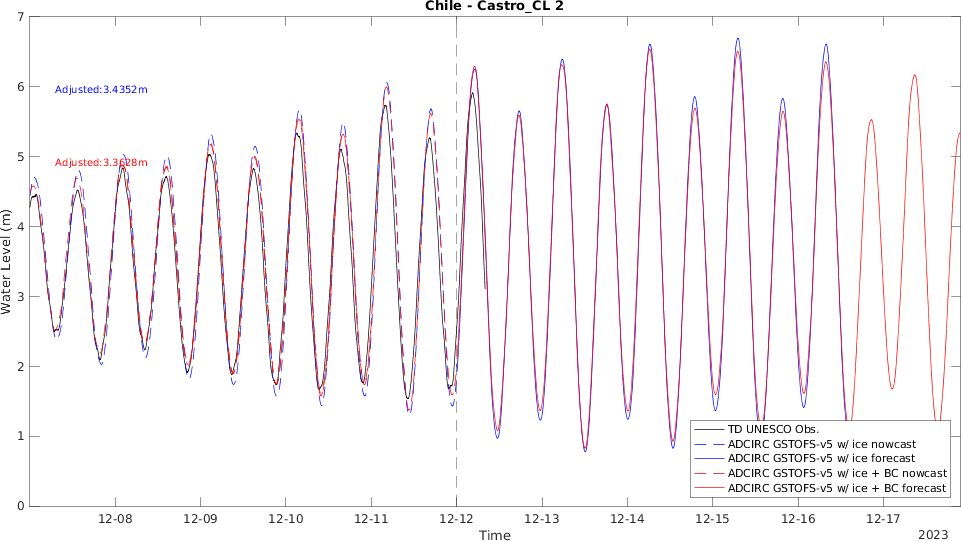 Chile - Castro_CL 2
7
6
5
4
3
2
1
0
Water Level (m)
Adjusted:3.4352m
Adjusted:3.3628m
TD UNESCO Obs.
ADCIRC GSTOFS-v5 w/ ice nowcast
ADCIRC GSTOFS-v5 w/ ice forecast
ADCIRC GSTOFS-v5 w/ ice + BC nowcast
ADCIRC GSTOFS-v5 w/ ice + BC forecast
12-08 12-09 12-10 12-11 12-12 12-13 12-14 12-15 12-16 12-17
Time
2023